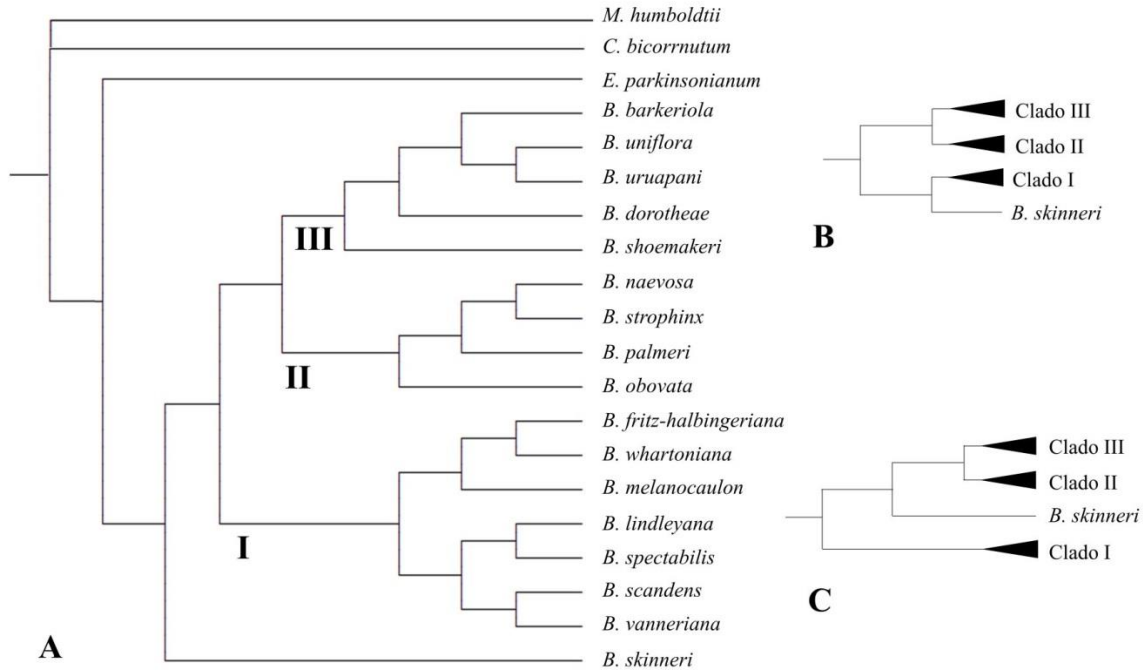 M. humboldtii
C. bicorrnutum
E. parkinsonianum
B. barkeriola
B. uniflora
B. uruapani
B. dorotheae
B. shoemakeri
B. naevosa
B. strophinx
B. palmeri
B. obovata
B. fritz-halbingeriana
B. whartoniana
B. melanocaulon
B. lindleyana
B. spectabilis
B. scandens
B. vanneriana
B. skinneri
III
II
I
A
Clado III
Clado II
Clado I
B. skinneri
B
Clado III
Clado II
B. skinneri
Clado I
C